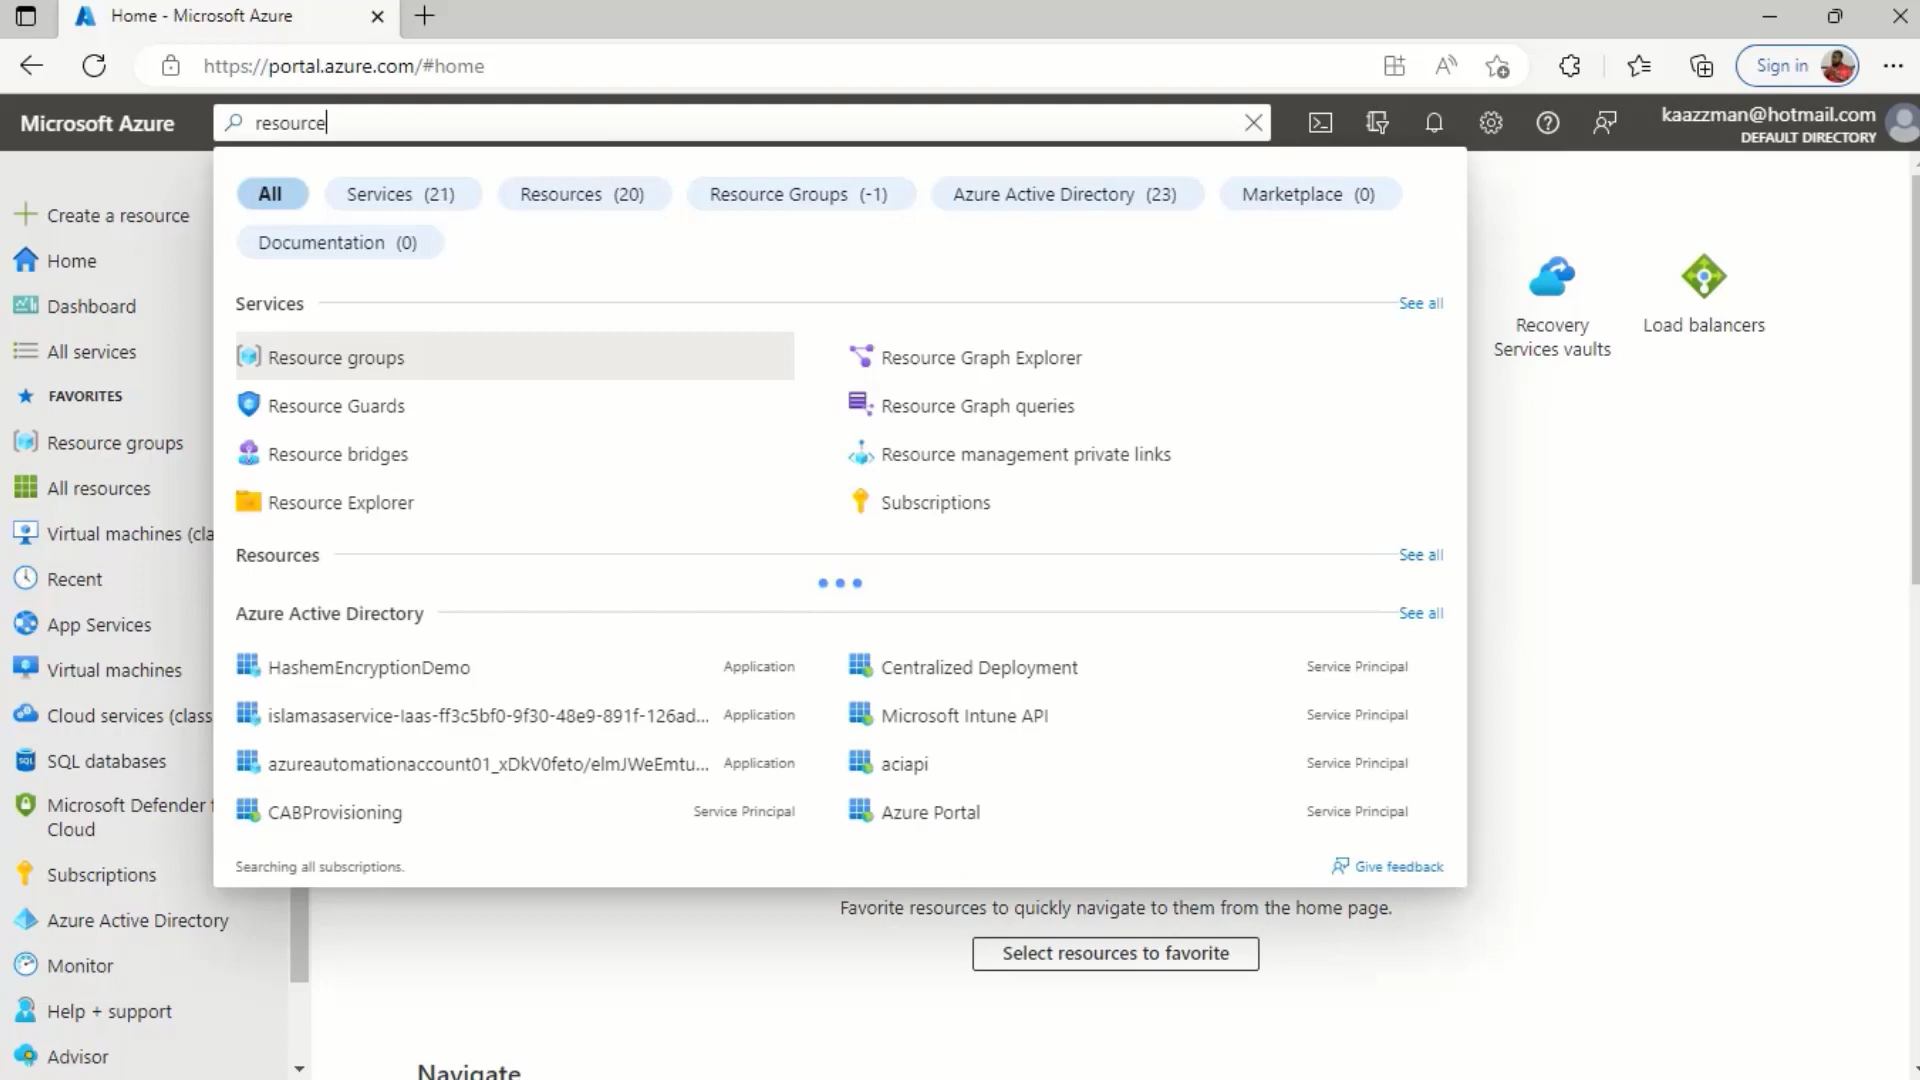 Home - Microsoft Azure
https://portal.azure.com/#home
Sign in
Microsoft Azure
resource
kaazzman@hotmail.com
DEFAULT DIRECTORY
All
Services (21)
Resources (20)
Resource Groups (-1)
Azure Active Directory (23)
Marketplace (0)
Documentation (0)
Create a resource
Home
Dashboard
All services
FAVORITES
Resource groups
All resources
Virtual machines (cla
Recent
App Services
Virtual machines
Cloud services (class
SQL databases
Microsoft Defender f
Cloud
Subscriptions
Azure Active Directory
Monitor
Help + support
Advisor
Services
See all
Resource groups
Resource Graph Explorer
Resource Guards
Resource Graph queries
Resource bridges
Resource management private links
Resource Explorer
Subscriptions
Resources
See all
Azure Active Directory
See all
HashemEncryptionDemo
Application
Centralized Deployment
Service Principal
islamasaservice-Iaas-ff3c5bf0-9f30-48e9-891f-126ad...
Application
Microsoft Intune API
Service Principal
azureautomationaccount01_xDkV0feto/elmJWeEmtu...
Application
aciapi
Service Principal
CABProvisioning
Service Principal
Azure Portal
Service Principal
Searching all subscriptions.
Give feedback
Recovery
Services vaults
Load balancers
Favorite resources to quickly navigate to them from the home page.
Select resources to favorite
Navigate